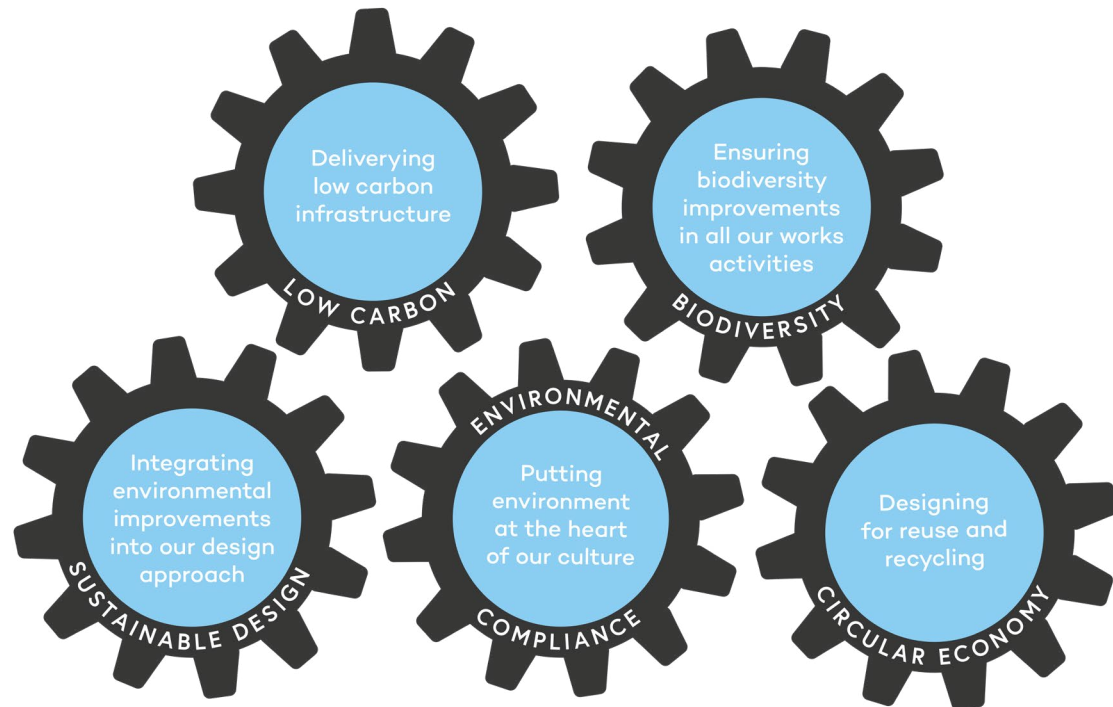 Deliverying
low carbon
infrastructure
LOW CARBON
Ensuring
biodiversity
improvements
in all our works
activities
BIODIVERSITY
Integrating
environmental
improvements
into our design
approach
SUSTAINABLE DESIGN
ENVIRONMENTAL
Putting
environment
at the heart
of our culture
COMPLIANCE
Designing
for reuse and
recycling
CIRCULAR ECONOMY